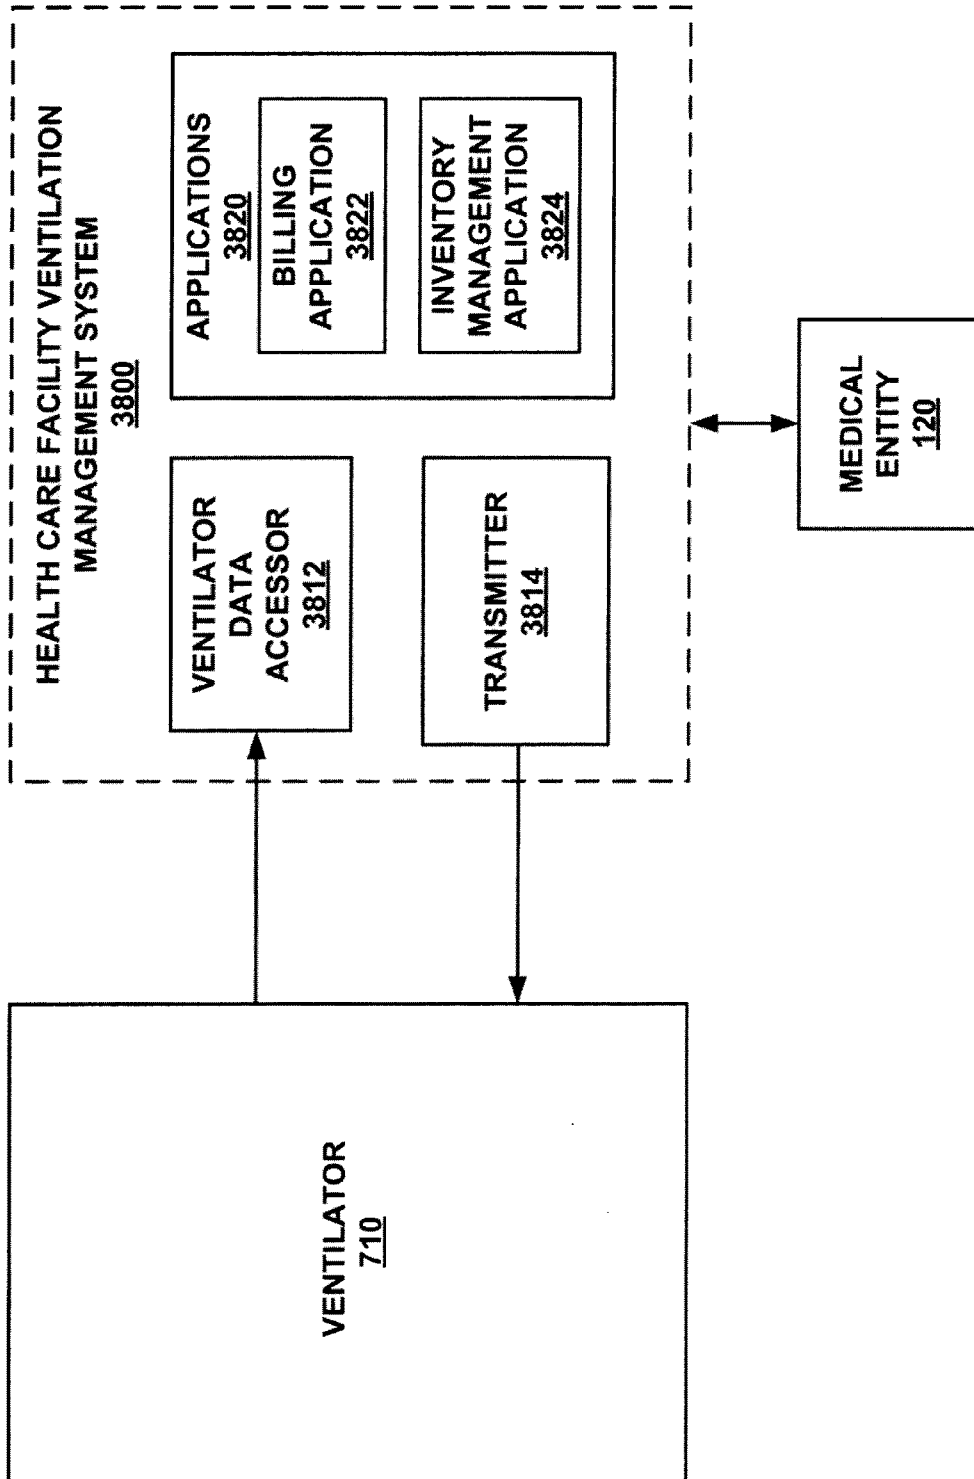 HEALTH CARE FACILITY VENTILATION
MANAGEMENT SYSTEM
3800
VENTILATOR
710
VENTILATOR
DATA
ACCESSOR
3812
TRANSMITTER
3814
APPLICATIONS
3820
BILLING
APPLICATION
3822
INVENTORY
MANAGEMENT
APPLICATION
3824
MEDICAL
ENTITY
120